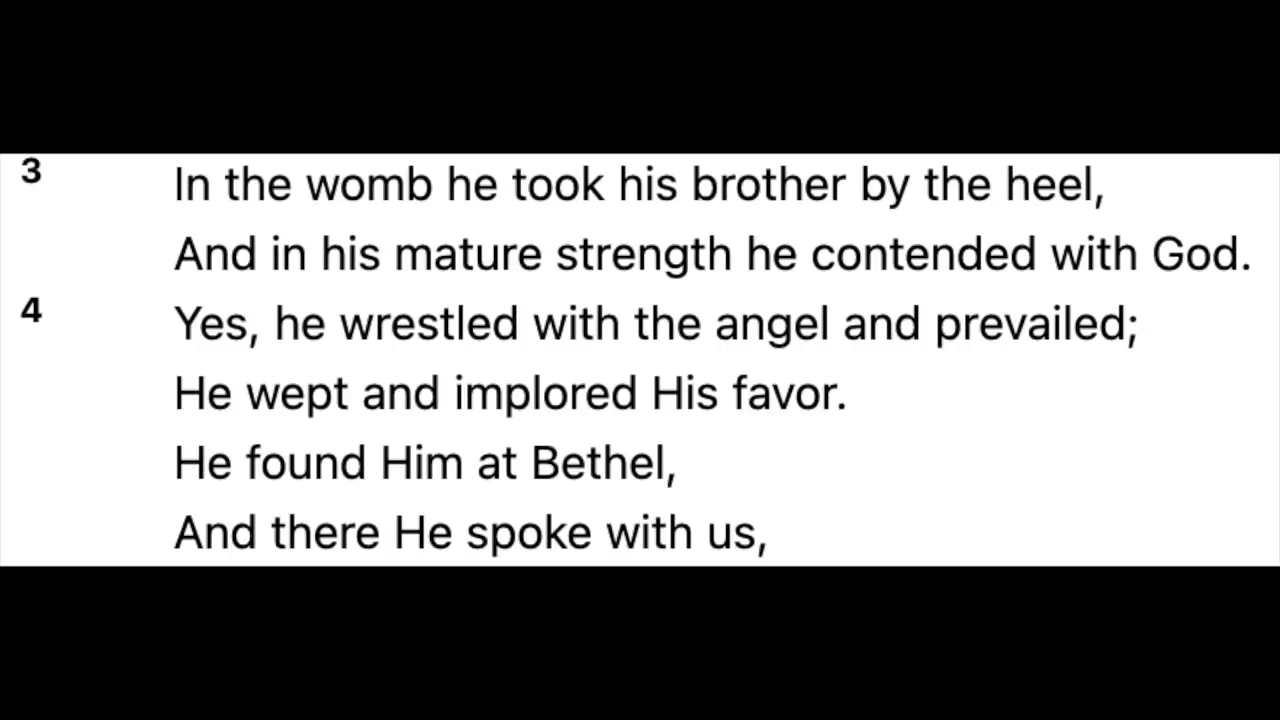 3 In the womb he took his brother by the heel,
And in his mature strength he contended with God.
4 Yes, he wrestled with the angel and prevailed;
He wept and implored His favor.
He found Him at Bethel,
And there He spoke with us,